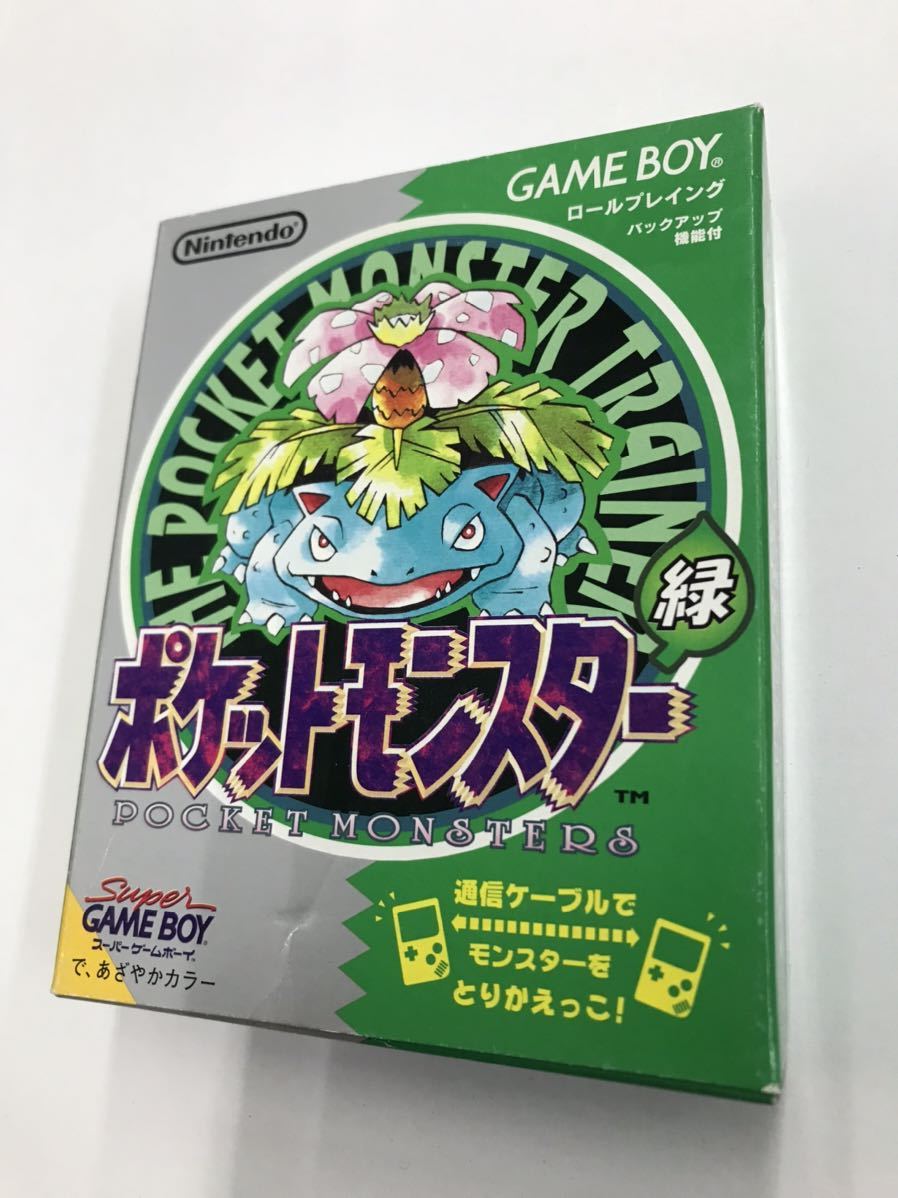 Nintendo®
GAME BOY®
ロールプレイング
バックアップ
機能付
THE POCKET MONSTER TRAINER
緑
ポケットモンスター
TM
POCKET MONSTERS
Super
GAME BOY
スーパーゲームボーイ
で、あざやかカラー
通信ケーブルで
モンスターを
とりかえっこ!